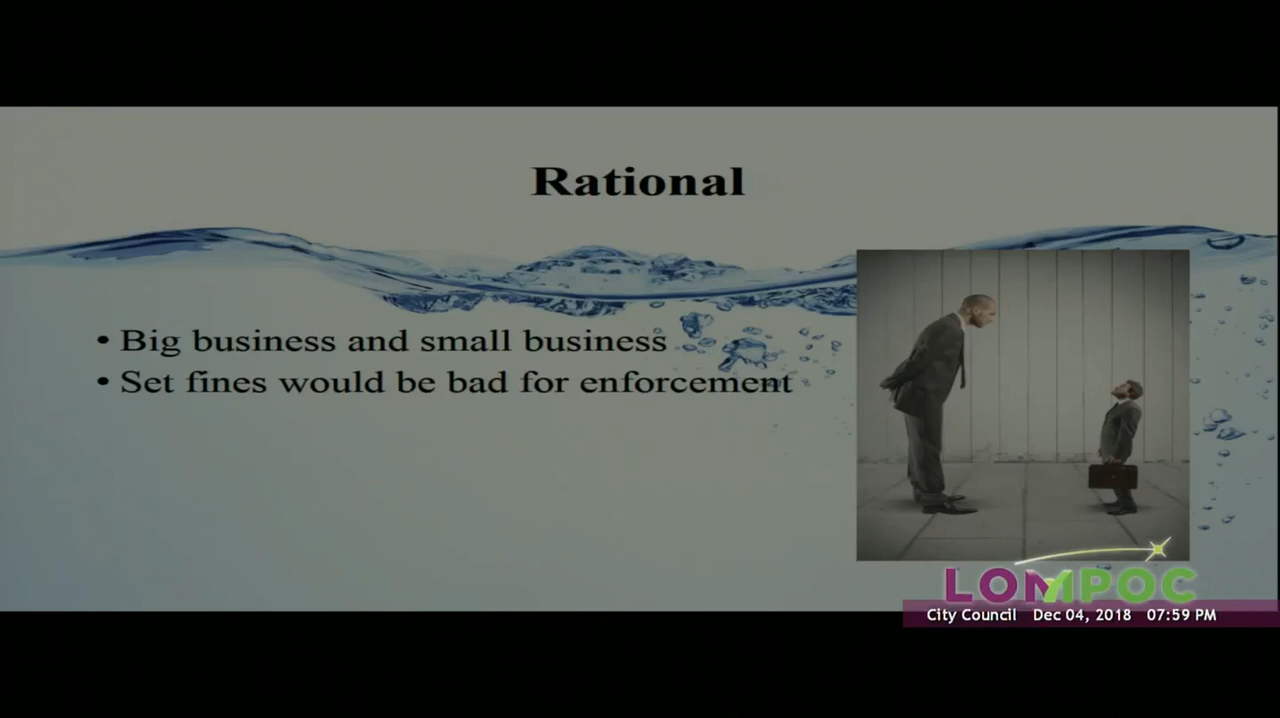 Rational
• Big business and small business
• Set fines would be bad for enforcement
LOMPOC
City Council Dec 04, 2018 07:59 PM